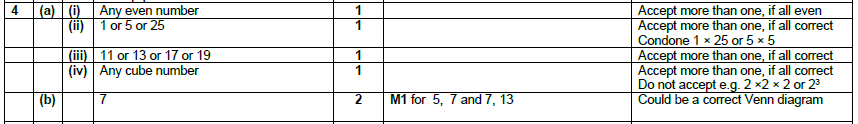 4 (a) (i) Any even number 1 Accept more than one, if all even
(ii) 1 or 5 or 25 1 Accept more than one, if all correct
Condone 1 × 25 or 5 × 5
(iii) 11 or 13 or 17 or 19 1 Accept more than one, if all correct
(iv) Any cube number 1 Accept more than one, if all correct
Do not accept e.g. 2 ×2 × 2 or 2³
(b) 7 2 M1 for 5, 7 and 7, 13 Could be a correct Venn diagram